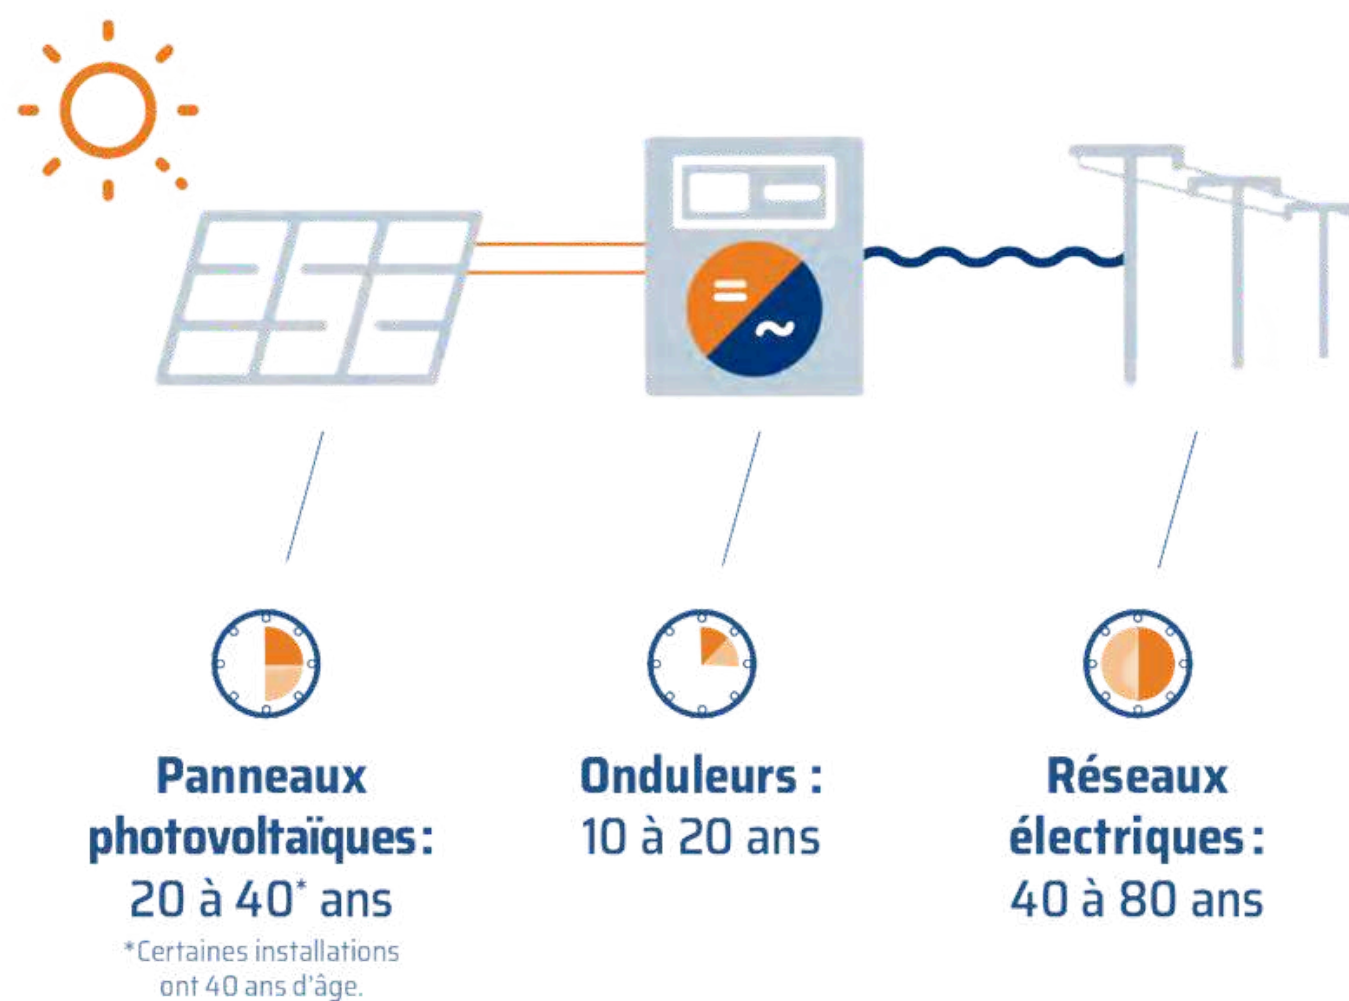 Panneaux
photovoltaïques :
20 à 40* ans
*Certaines installations
ont 40 ans d'âge.
Onduleurs :
10 à 20 ans
Réseaux
électriques :
40 à 80 ans